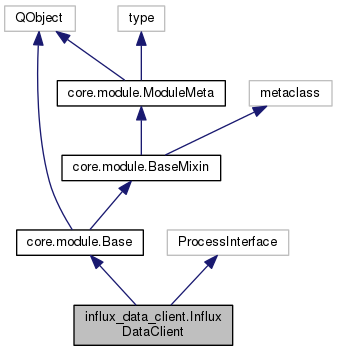 QObject
type
core.module.ModuleMeta
metaclass
core.module.BaseMixin
core.module.Base
ProcessInterface
influx_data_client.Influx
DataClient